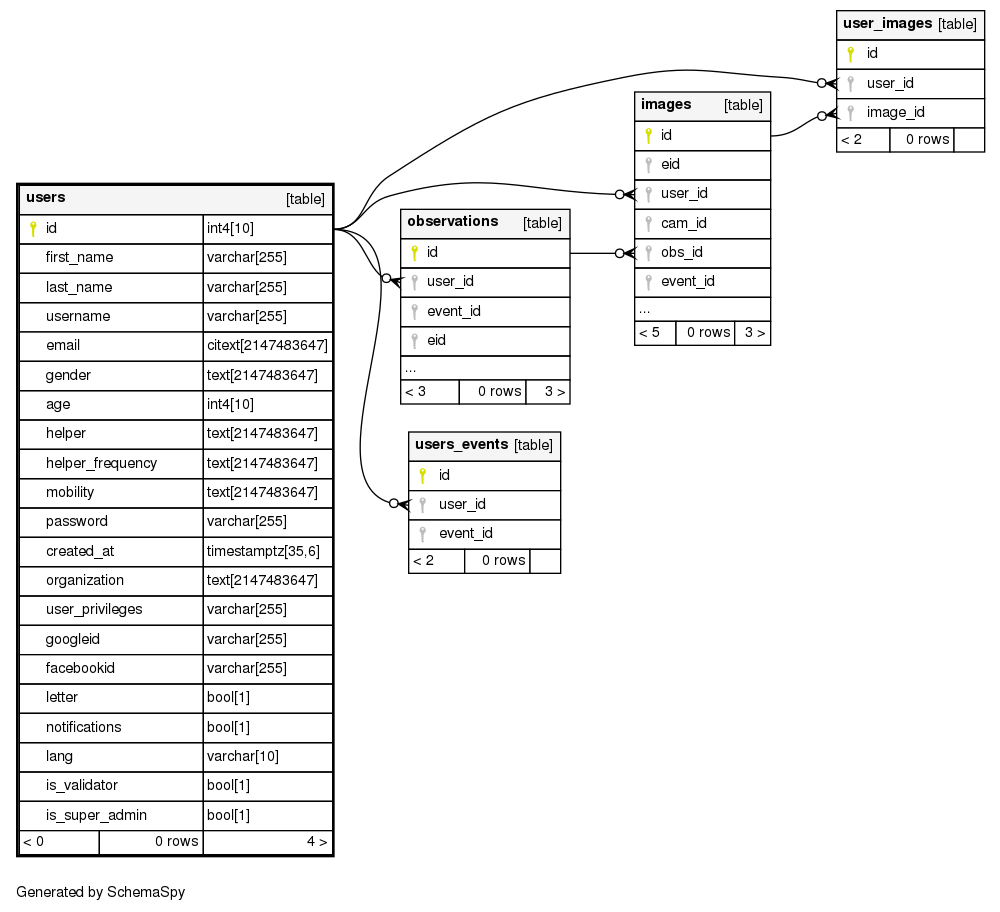 users [table]
id int4[10]
first_name varchar[255]
last_name varchar[255]
username varchar[255]
email citext[2147483647]
gender text[2147483647]
age int4[10]
helper text[2147483647]
helper_frequency text[2147483647]
mobility text[2147483647]
password varchar[255]
created_at timestamptz[35,6]
organization text[2147483647]
user_privileges varchar[255]
googleid varchar[255]
facebookid varchar[255]
letter bool[1]
notifications bool[1]
lang varchar[10]
is_validator bool[1]
is_super_admin bool[1]
< 0 0 rows 4 >
observations [table]
id
user_id
event_id
eid
...
< 3 0 rows 3 >
users_events [table]
id
user_id
event_id
< 2 0 rows
images [table]
id
eid
user_id
cam_id
obs_id
event_id
...
< 5 0 rows 3 >
user_images [table]
id
user_id
image_id
< 2 0 rows
Generated by SchemaSpy